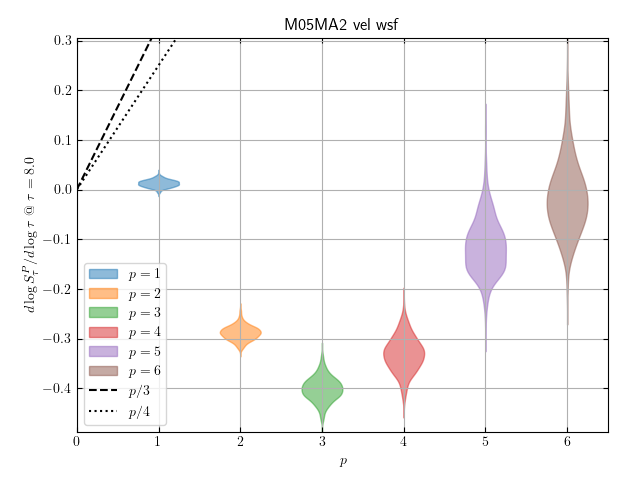 M05MA2 vel wsf
0.3
0.2
0.1
0.0
−0.1
−0.2
−0.3
−0.4
d log S_τ^P / d log τ @ τ = 8.0
p = 1
p = 2
p = 3
p = 4
p = 5
p = 6
p/3
p/4
0 1 2 3 4 5 6
p